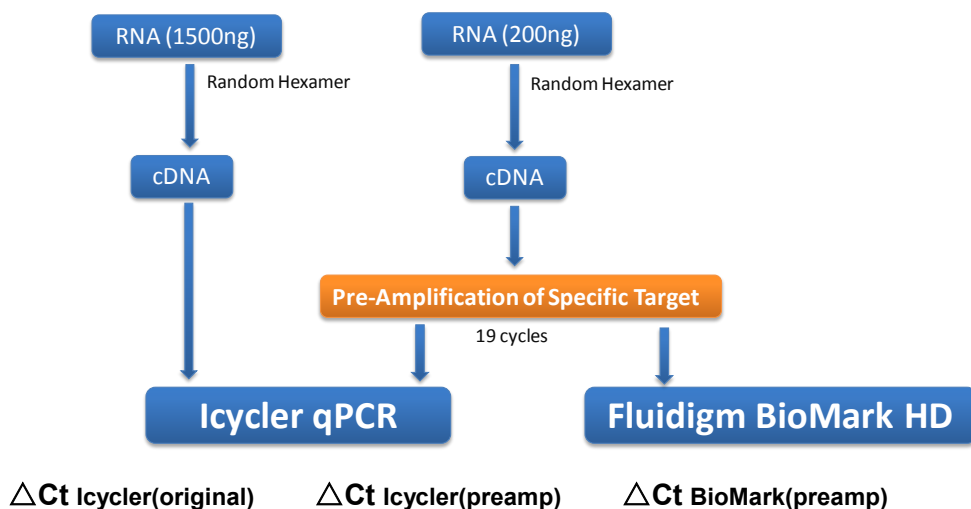 RNA (1500ng)
RNA (200ng)
Random Hexamer
Random Hexamer
cDNA
cDNA
Pre-Amplification of Specific Target
19 cycles
Icycler qPCR
Fluidigm BioMark HD
△Ct Icycler(original)
△Ct Icycler(preamp)
△Ct BioMark(preamp)